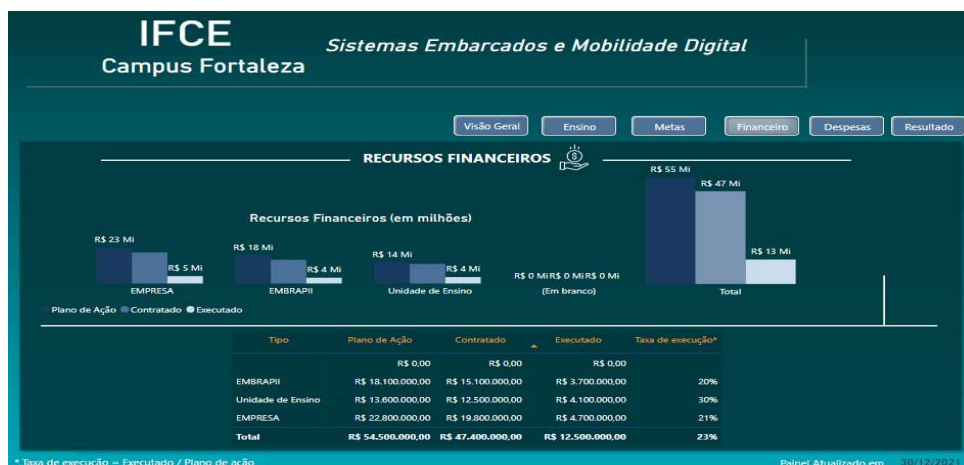 IFCE
Campus Fortaleza
Sistemas Embarcados e Mobilidade Digital
Visão Geral Ensino Metas Financeiro Despesas Resultado
RECURSOS FINANCEIROS
Recursos Financeiros (em milhões)
R$ 23 Mi
R$ 5 Mi
EMPRESA
R$ 18 Mi
R$ 4 Mi
EMBRAPII
R$ 14 Mi
R$ 4 Mi
Unidade de Ensino
R$ 0 Mi R$ 0 Mi R$ 0 Mi
(Em branco)
R$ 55 Mi
R$ 47 Mi
R$ 13 Mi
Total
Plano de Ação Contratado Executado
Tipo Plano de Ação Contratado Executado Taxa de execução*
R$ 0,00 R$ 0,00 R$ 0,00
EMBRAPII R$ 18.100.000,00 R$ 15.100.000,00 R$ 3.700.000,00 20%
Unidade de Ensino R$ 13.600.000,00 R$ 12.500.000,00 R$ 4.100.000,00 30%
EMPRESA R$ 22.800.000,00 R$ 19.800.000,00 R$ 4.700.000,00 21%
Total R$ 54.500.000,00 R$ 47.400.000,00 R$ 12.500.000,00 23%
* Taxa de execução = Executado / Plano de ação Painel Atualizado em 30/12/2021